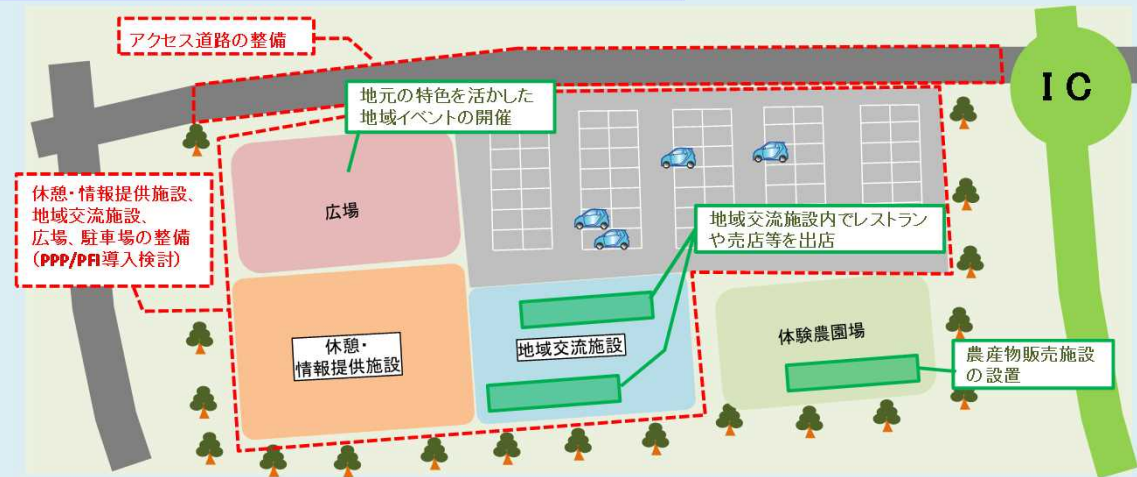 アクセス道路の整備
IC
地元の特色を活かした
地域イベントの開催
休憩・情報提供施設、
地域交流施設、
広場、駐車場の整備
（PPP/PFI導入検討）
広場
地域交流施設内でレストラン
や売店等を出店
休憩・
情報提供施設
地域交流施設
体験農園場
農産物販売施設
の設置